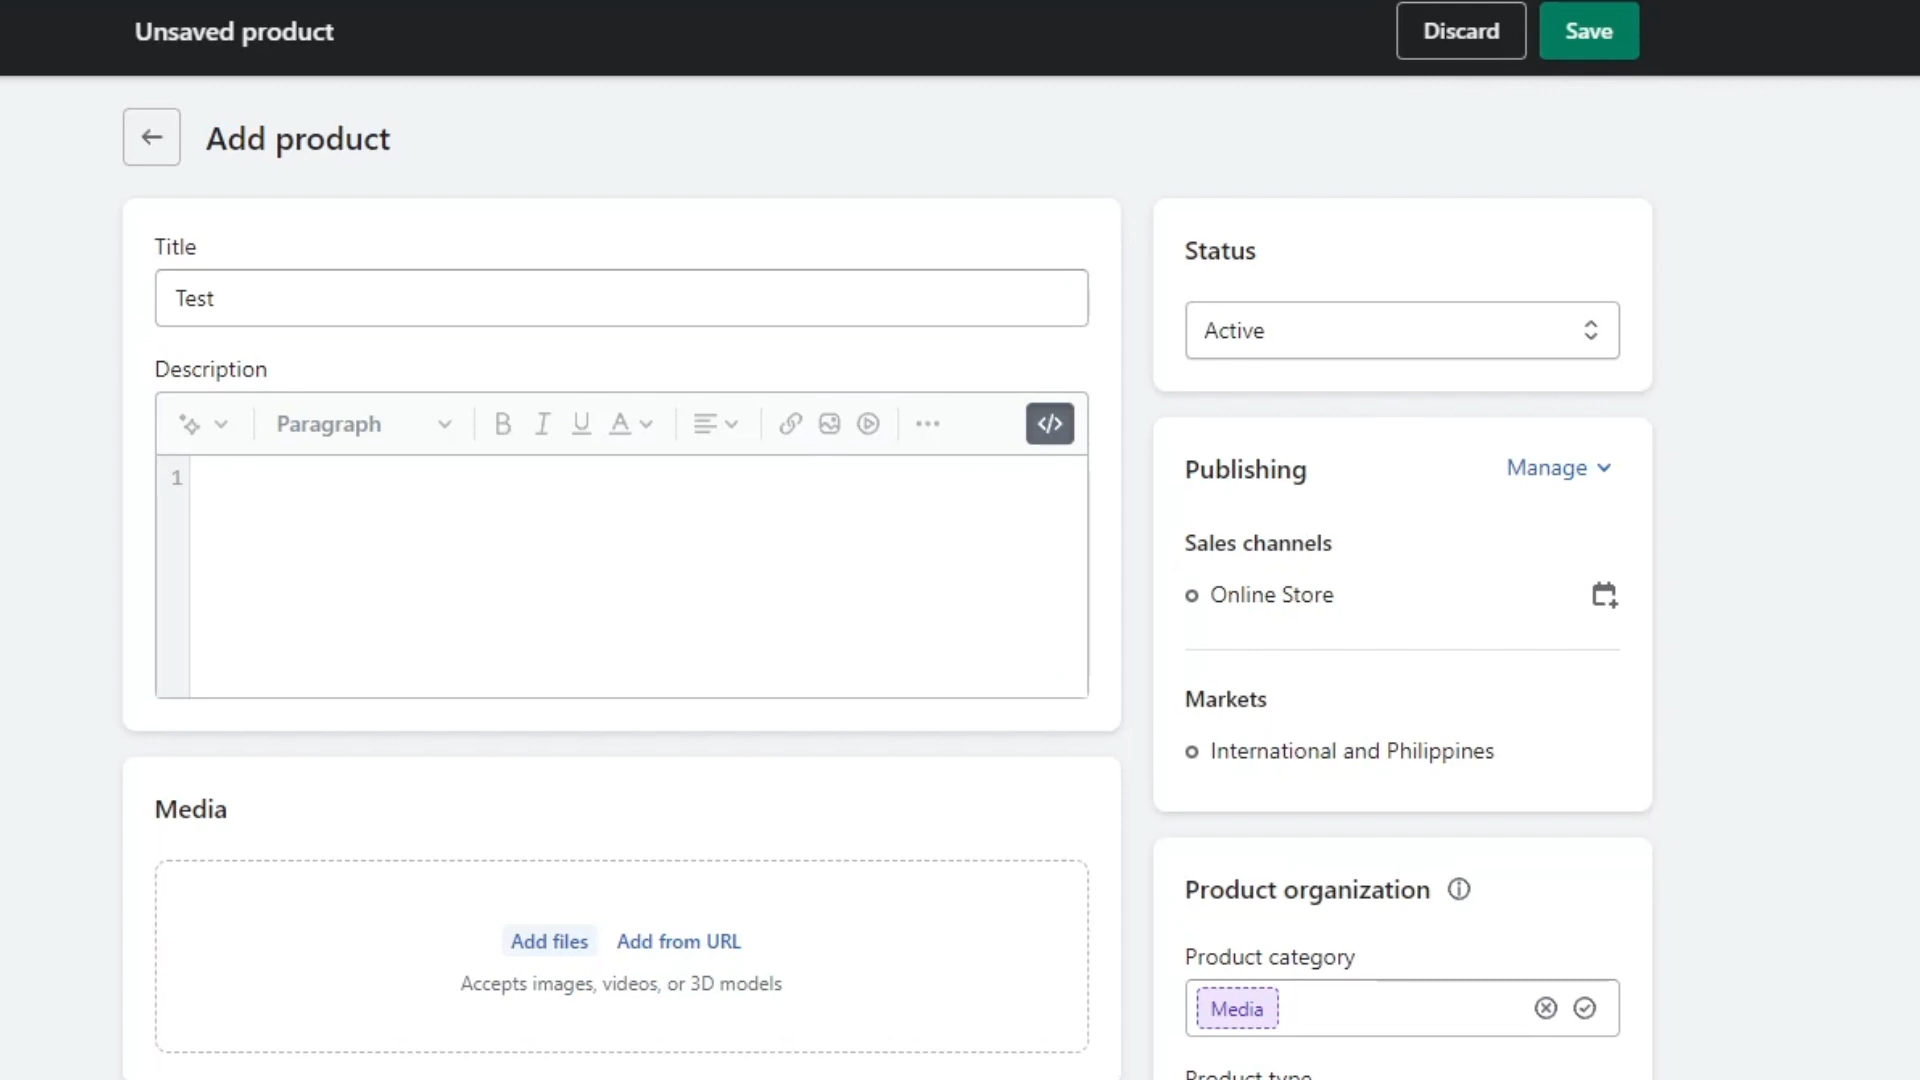 Unsaved product
Discard
Save
Add product
Title
Test
Description
Paragraph
B I U A
</>
1
Media
Add files Add from URL
Accepts images, videos, or 3D models
Status
Active
Publishing
Manage
Sales channels
Online Store
Markets
International and Philippines
Product organization
Product category
Media
Product type